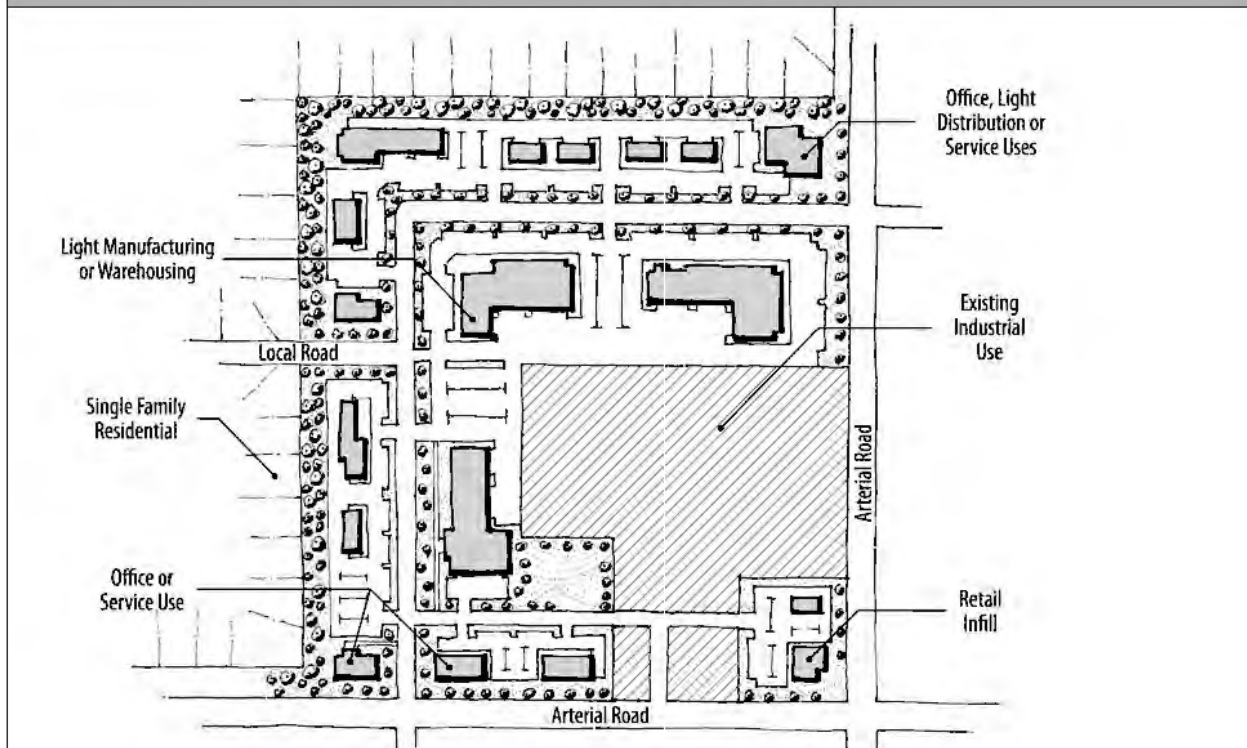 Office, Light
Distribution or
Service Uses
Light Manufacturing
or Warehousing
Existing
Industrial
Use
Local Road
Single Family
Residential
Arterial Road
Office or
Service Use
Retail
Infill
Arterial Road